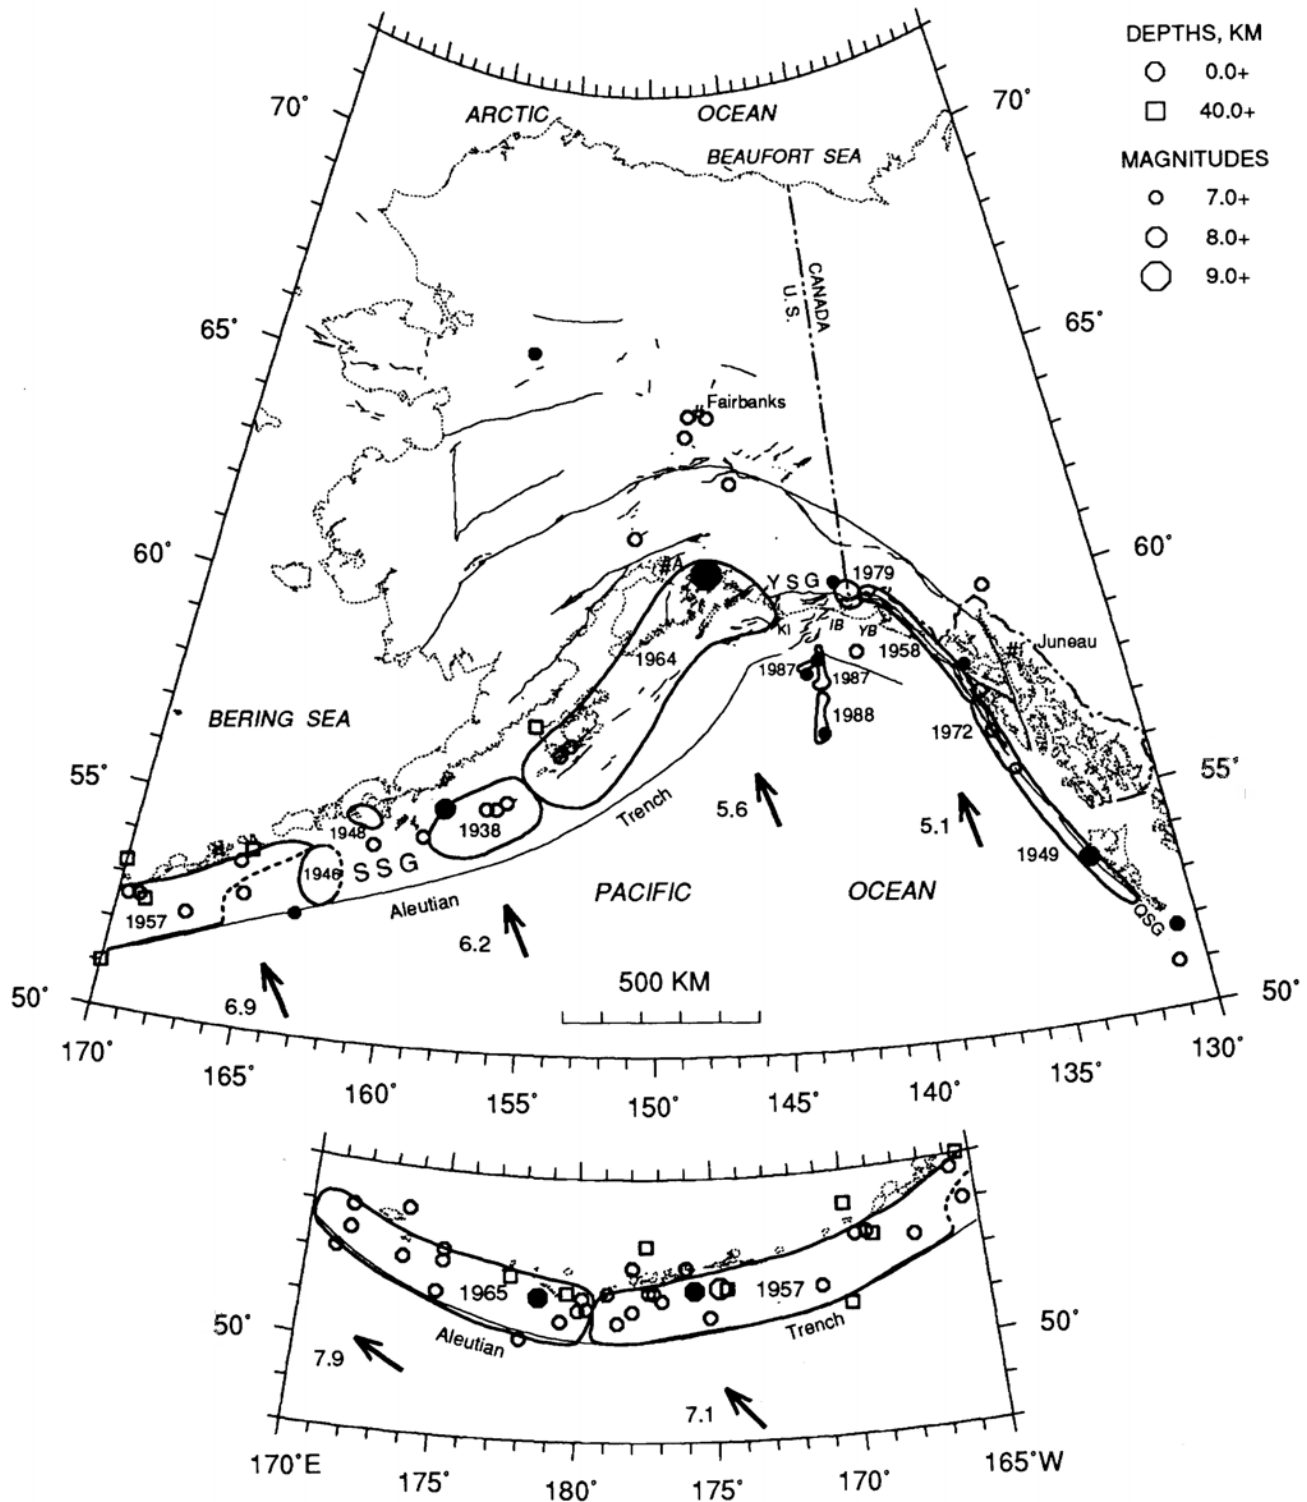 DEPTHS, KM
0.0+
40.0+
MAGNITUDES
7.0+
8.0+
9.0+
70°
70°
ARCTIC OCEAN
BEAUFORT SEA
CANADA
U.S.
65°
65°
#Fairbanks
60°
60°
#A
YSG
1979
KI
IB
YB
1958
#
Juneau
1964
1987
1987
1988
1972
BERING SEA
55°
55°
Trench
5.6
5.1
1948
1938
1949
1946
SSG
PACIFIC OCEAN
Aleutian
1957
QSG
6.2
6.9
500 KM
50°
50°
170°
165°
160°
155°
150°
145°
140°
135°
130°
1965
1957
50°
50°
Aleutian
Trench
7.9
7.1
170°E
175°
180°
175°
170°
165°W